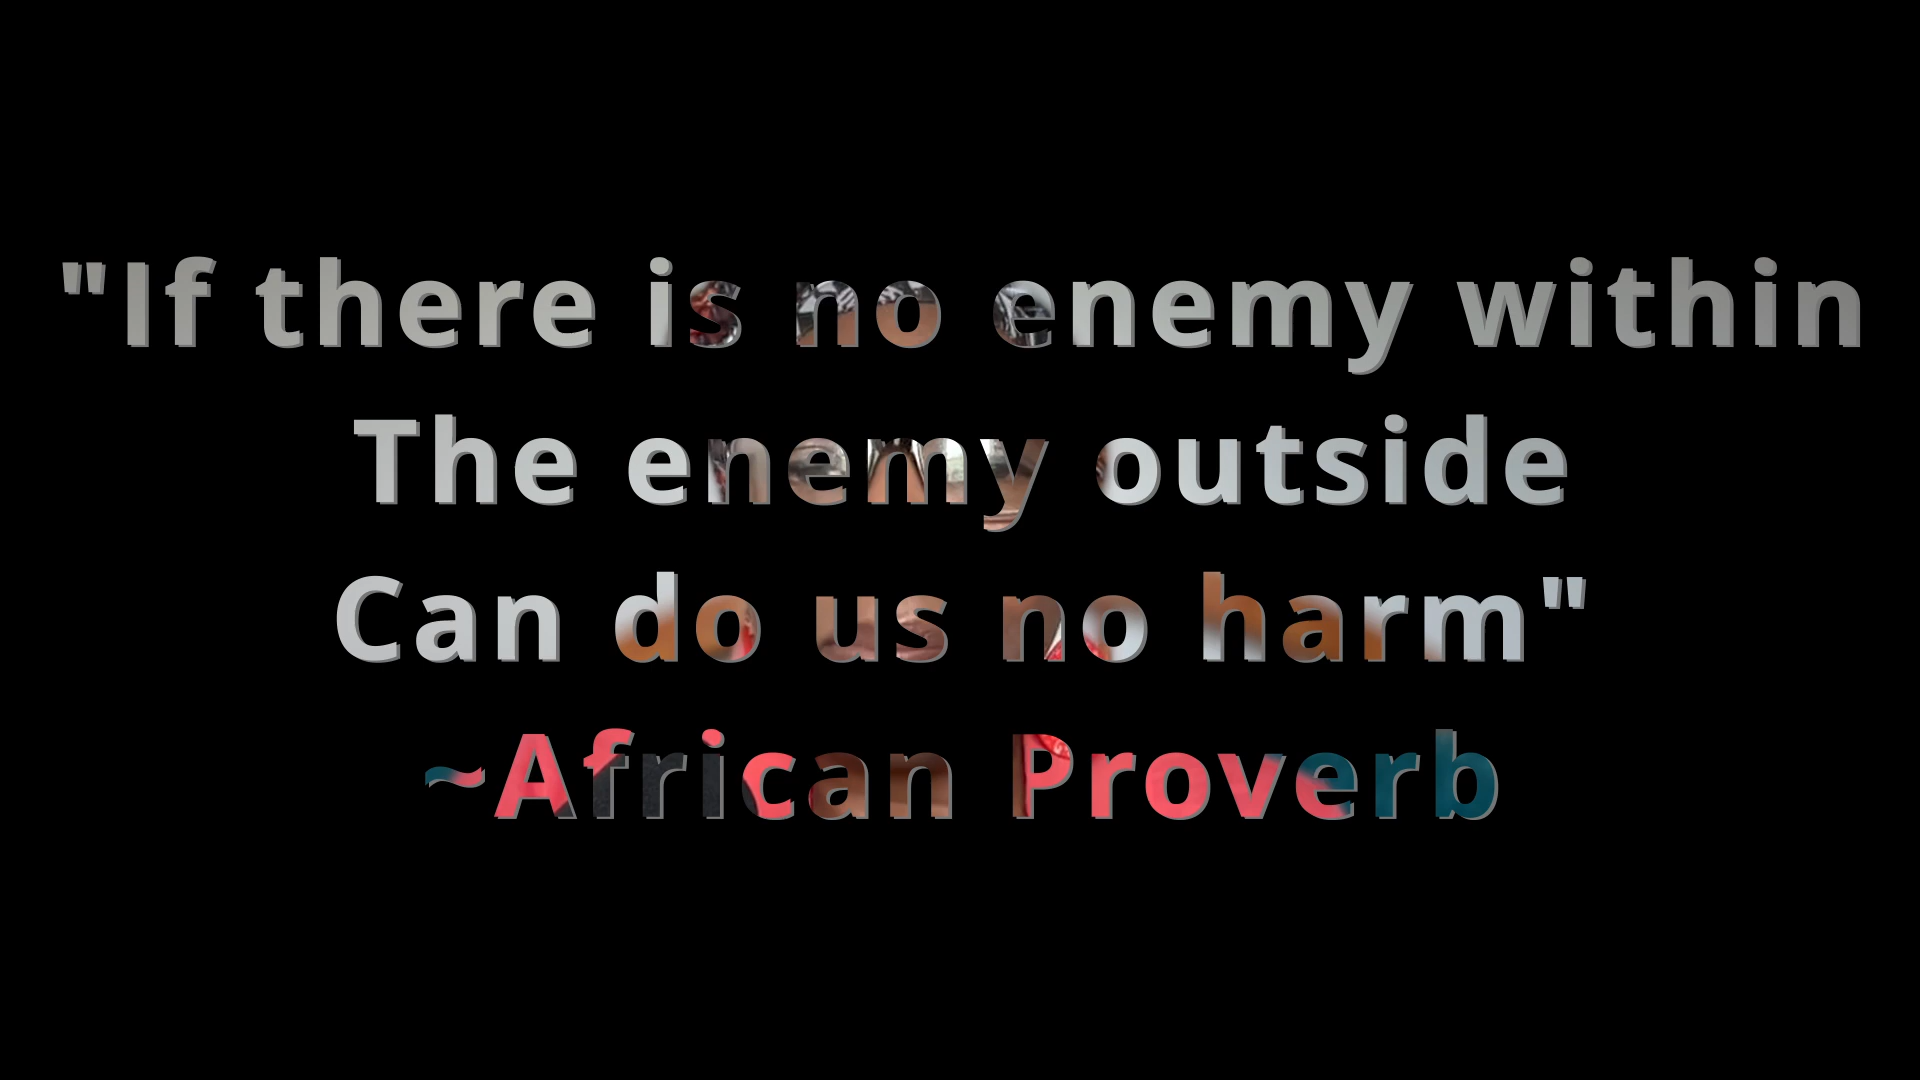 "If there is no enemy within
The enemy outside
Can do us no harm"
~African Proverb